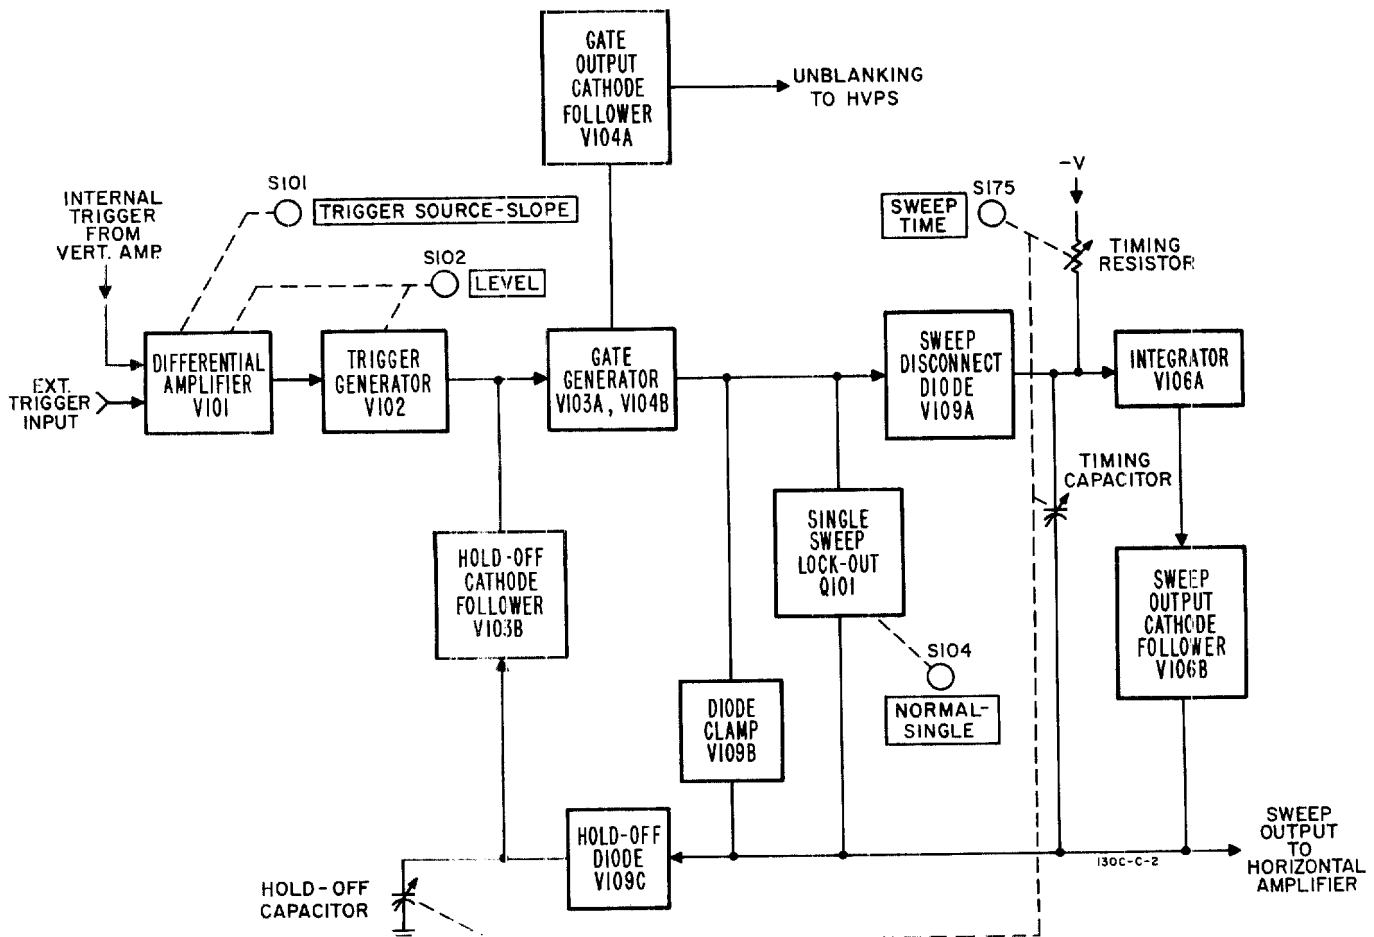 GATE
OUTPUT
CATHODE
FOLLOWER
V104A
UNBLANKING
TO HVPS
INTERNAL
TRIGGER
FROM
VERT. AMP.
S101
TRIGGER SOURCE-SLOPE
S102
LEVEL
SWEEP
TIME
S175
-V
TIMING
RESISTOR
EXT.
TRIGGER
INPUT
DIFFERENTIAL
AMPLIFIER
V101
TRIGGER
GENERATOR
V102
GATE
GENERATOR
V103A, V104B
SWEEP
DISCONNECT
DIODE
V109A
INTEGRATOR
V106A
TIMING
CAPACITOR
HOLD-OFF
CATHODE
FOLLOWER
V103B
SINGLE
SWEEP
LOCK-OUT
Q101
SWEEP
OUTPUT
CATHODE
FOLLOWER
V106B
S104
NORMAL-
SINGLE
DIODE
CLAMP
V109B
HOLD-OFF
DIODE
V109C
HOLD-OFF
CAPACITOR
130C-C-2
SWEEP
OUTPUT
TO
HORIZONTAL
AMPLIFIER